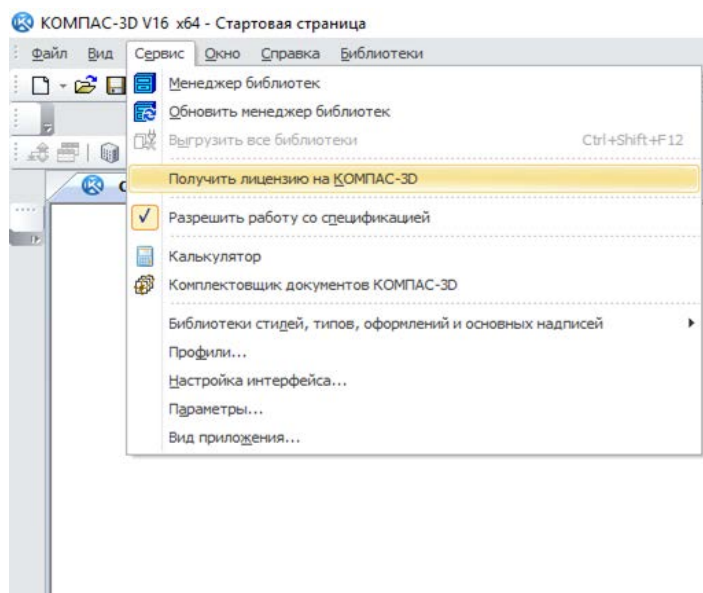 КОМПАС-3D V16 x64 - Стартовая страница
Файл Вид Сервис Окно Справка Библиотеки
Менеджер библиотек
Обновить менеджер библиотек
Выгрузить все библиотеки Ctrl+Shift+F12
Получить лицензию на КОМПАС-3D
Разрешить работу со спецификацией
Калькулятор
Комплектовщик документов КОМПАС-3D
Библиотеки стилей, типов, оформлений и основных надписей
Профили...
Настройка интерфейса...
Параметры...
Вид приложения...